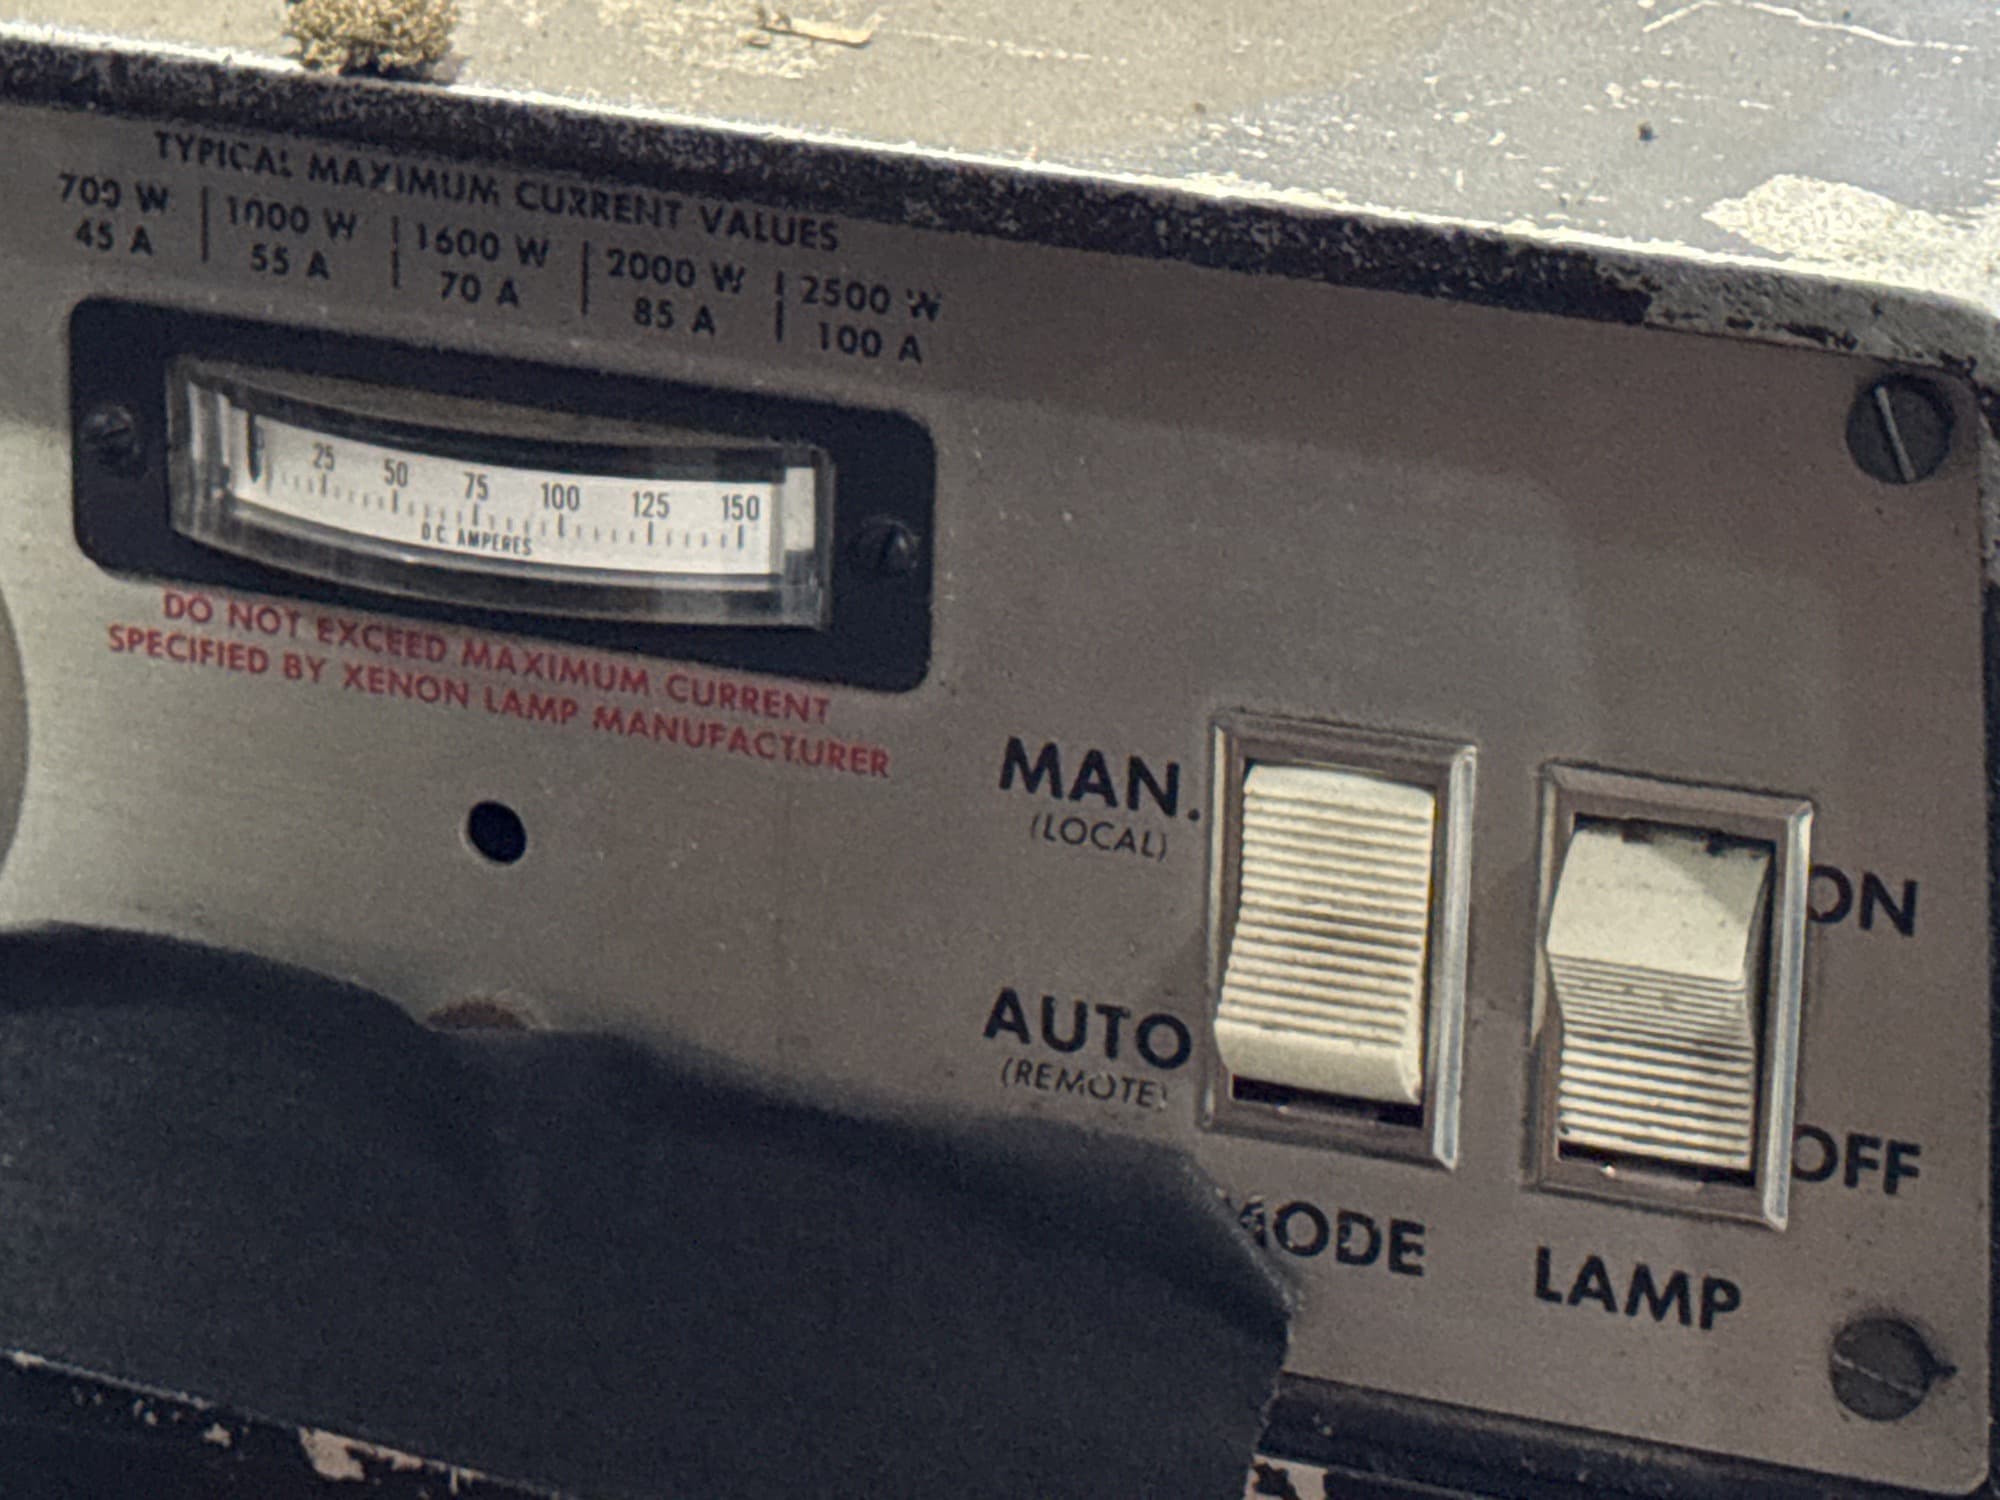 TYPICAL MAXIMUM CURRENT VALUES
700 W | 1000 W | 1600 W | 2000 W | 2500 W
45 A | 55 A | 70 A | 85 A | 100 A
25 50 75 100 125 150
D.C. AMPERES
DO NOT EXCEED MAXIMUM CURRENT
SPECIFIED BY XENON LAMP MANUFACTURER
MAN.
(LOCAL)
ON
AUTO
(REMOTE)
OFF
MODE
LAMP